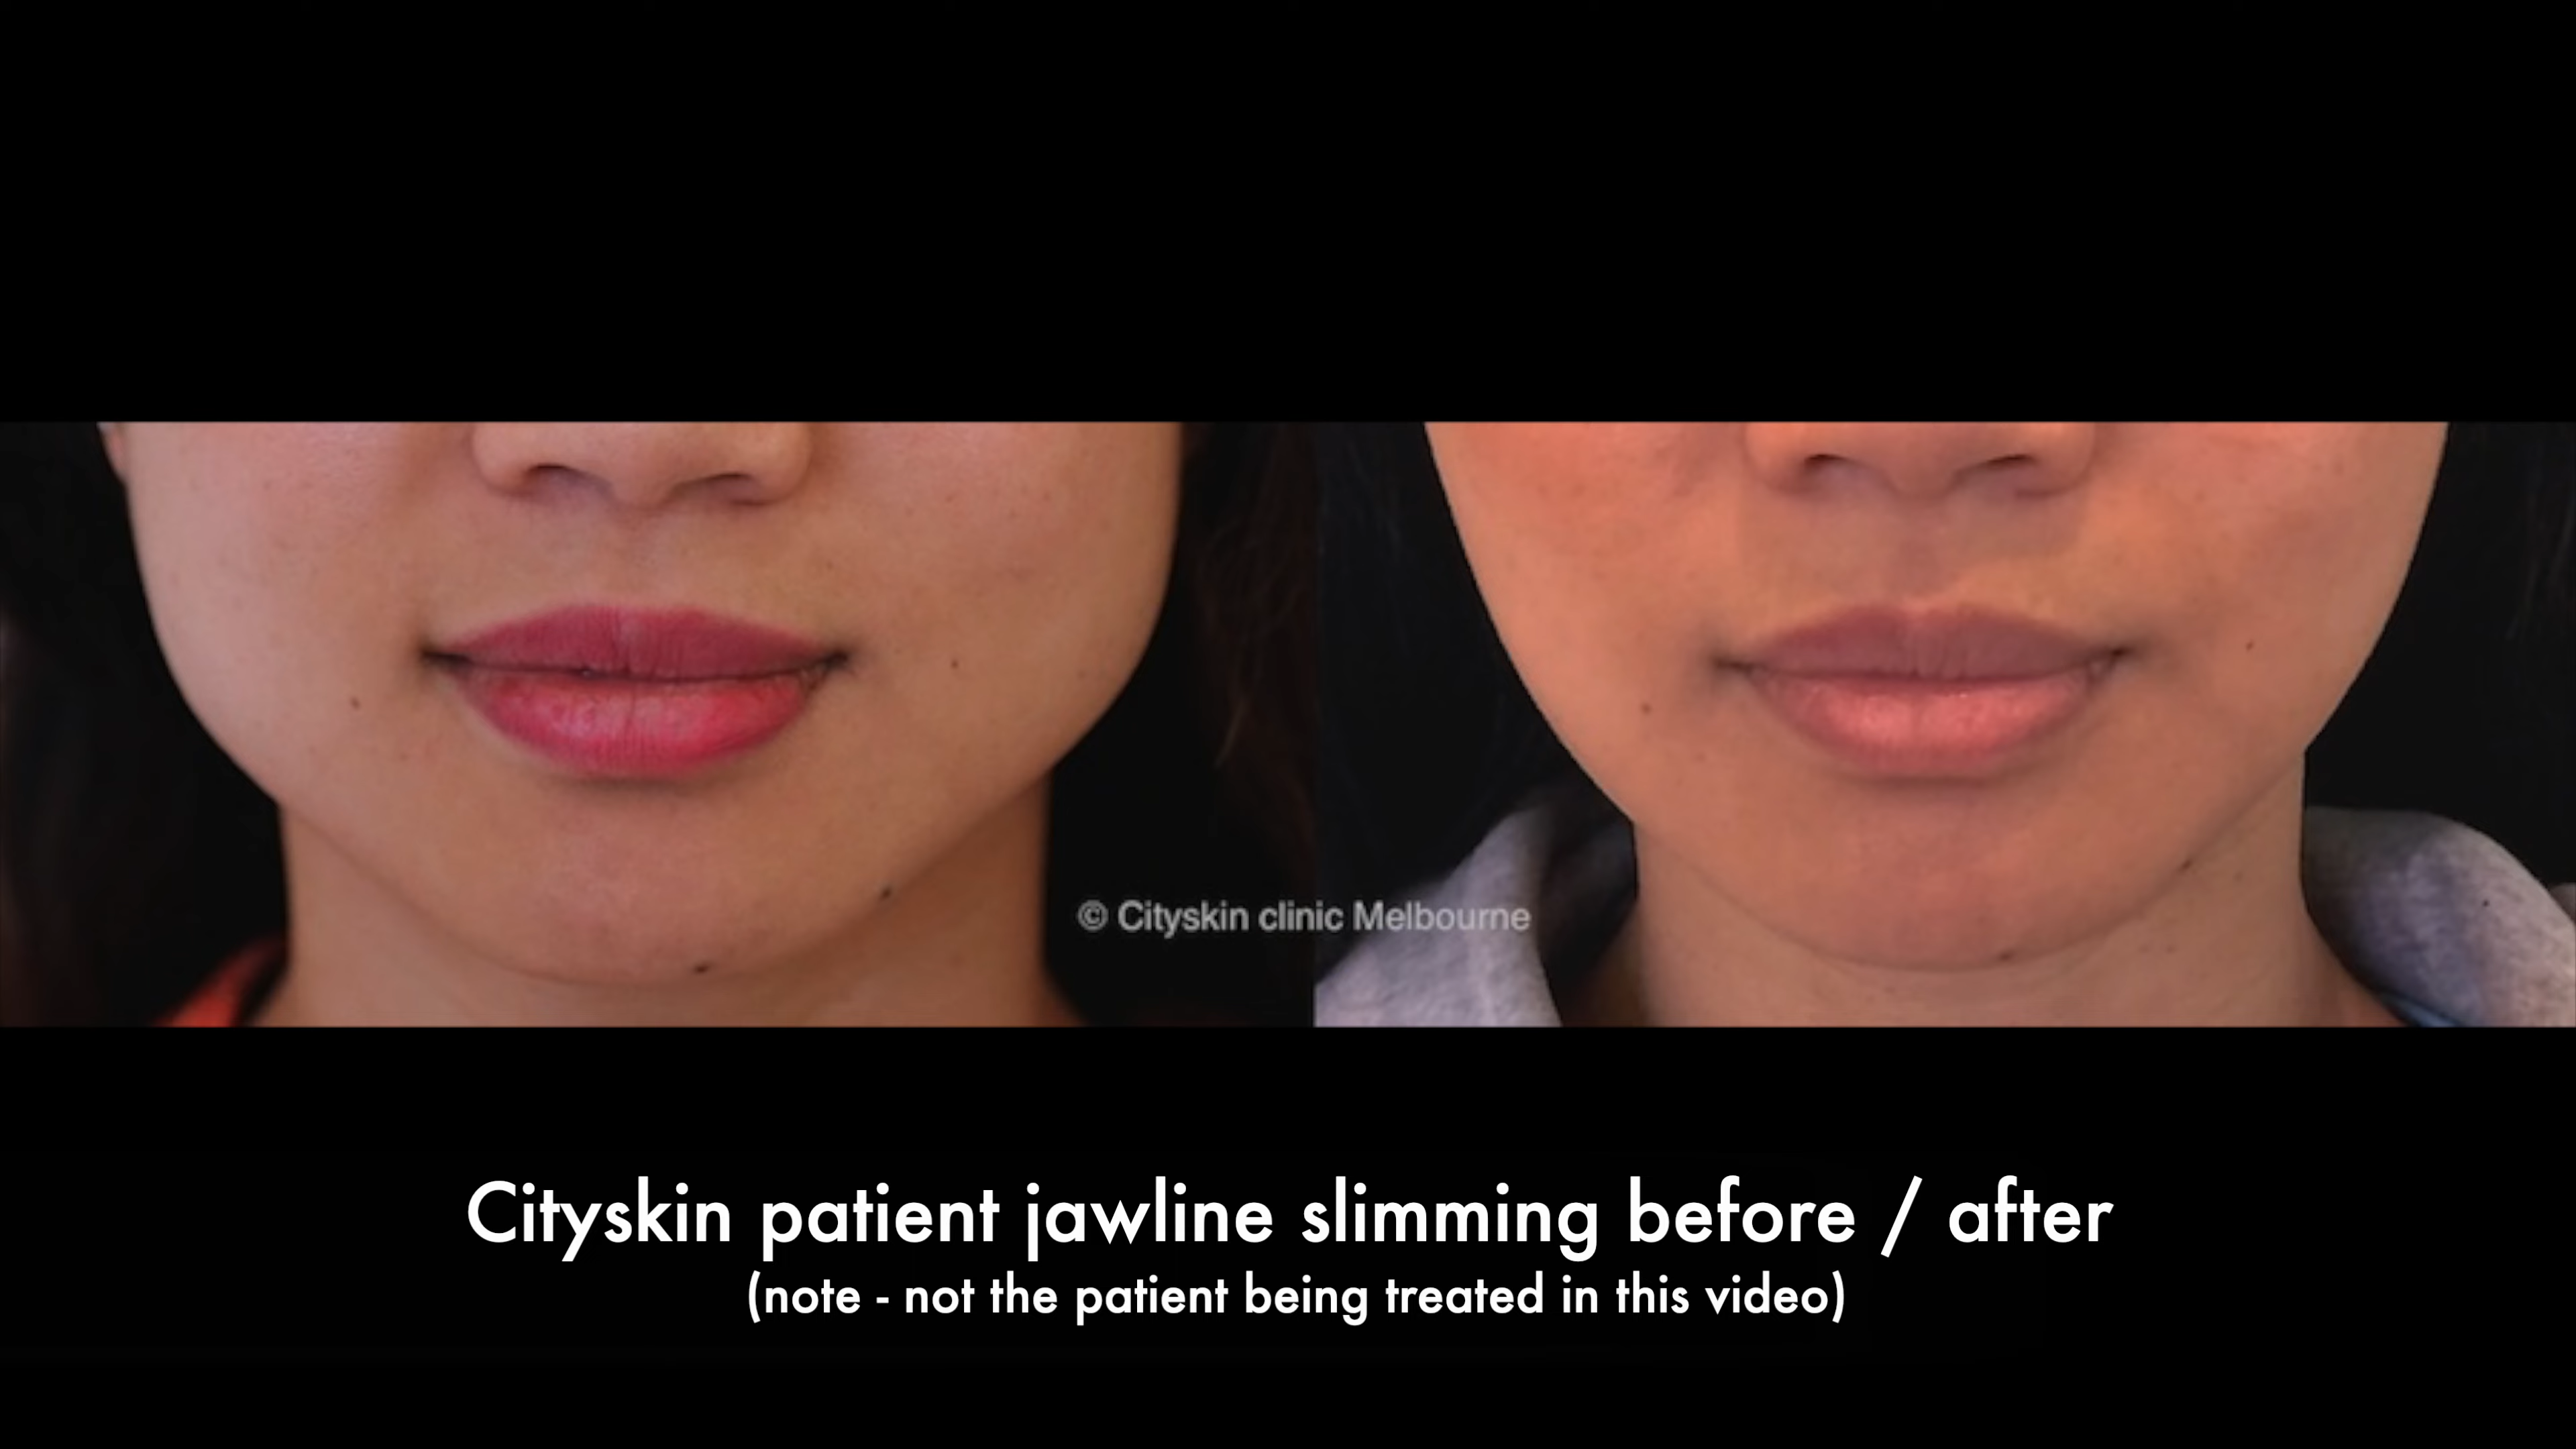 © Cityskin clinic Melbourne
Cityskin patient jawline slimming before / after
(note - not the patient being treated in this video)